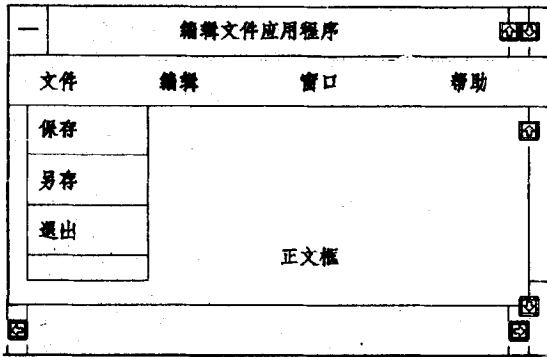 编辑文件应用程序
文件 编辑 窗口 帮助
保存
另存
退出
正文框